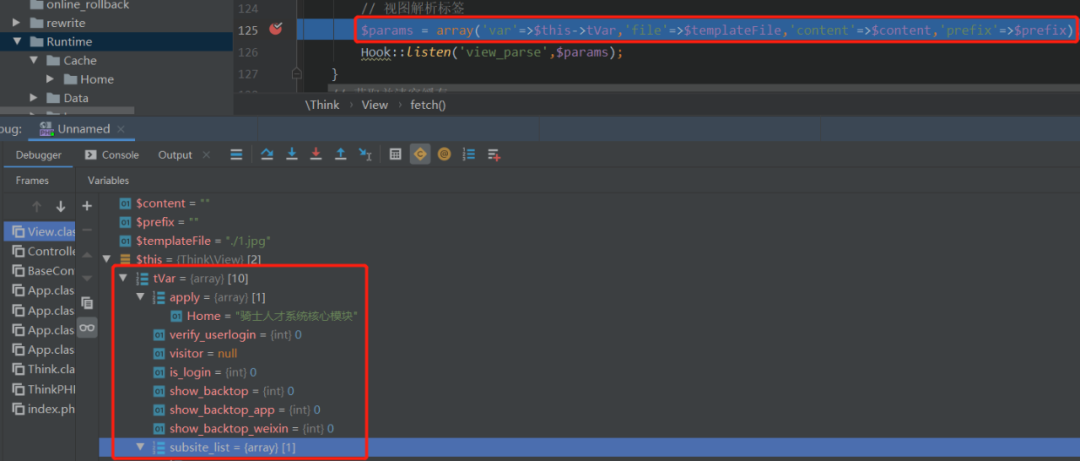 online_rollback
rewrite
Runtime
Cache
Home
Data
124 // 视图解析标签
125 $params = array('var'=>$this->tVar,'file'=>$templateFile,'content'=>$content,'prefix'=>$prefix)
126 Hook::listen('view_parse',$params);
127 }
\Think › View › fetch()
bug: Unnamed ×
Debugger Console Output ×
Frames Variables
View.clas
Controlle
BaseCon
App.class
App.class
App.class
App.class
Think.cla
ThinkPHI
index.ph
$content = ""
$prefix = ""
$templateFile = "./1.jpg"
$this = {Think\View} [2]
tVar = {array} [10]
apply = {array} [1]
Home = "骑士人才系统核心模块"
verify_userlogin = {int} 0
visitor = null
is_login = {int} 0
show_backtop = {int} 0
show_backtop_app = {int} 0
show_backtop_weixin = {int} 0
subsite_list = {array} [1]